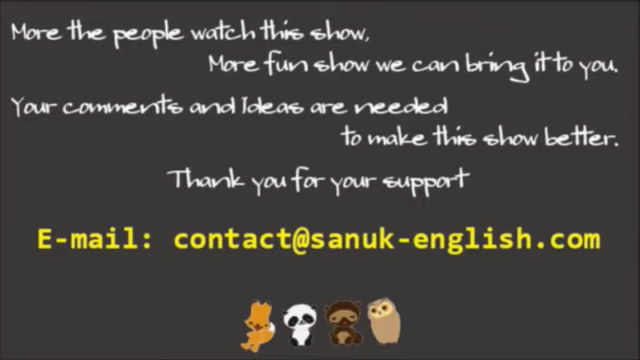 More the people watch this show,
More fun show we can bring it to you.
Your comments and Ideas are needed
to make this show better.
Thank you for your support
E-mail: contact@sanuk-english.com